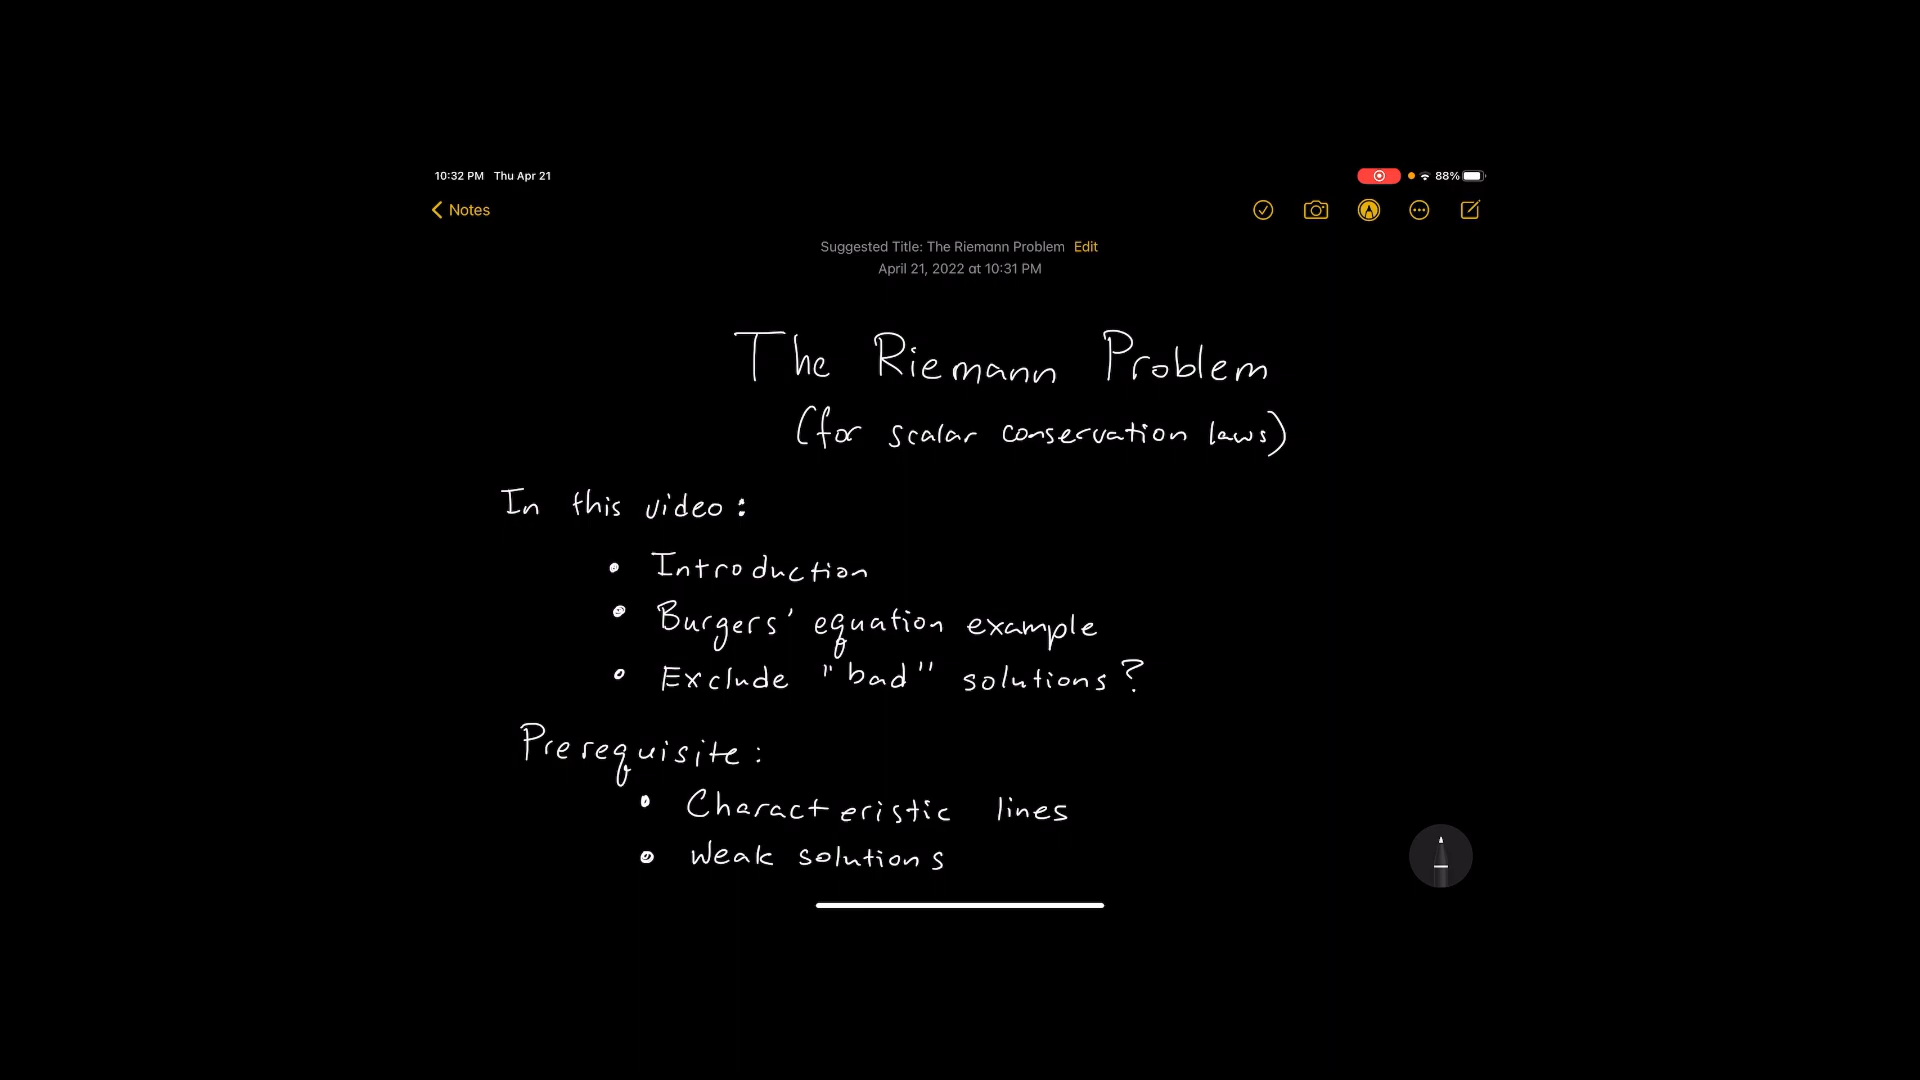 10:32 PM Thu Apr 21
88%
Notes
Suggested Title: The Riemann Problem Edit
April 21, 2022 at 10:31 PM
The Riemann Problem
(for scalar conservation laws)
In this video:
• Introduction
• Burgers' equation example
• Exclude "bad" solutions?
Prerequisite:
• Characteristic lines
• Weak solutions